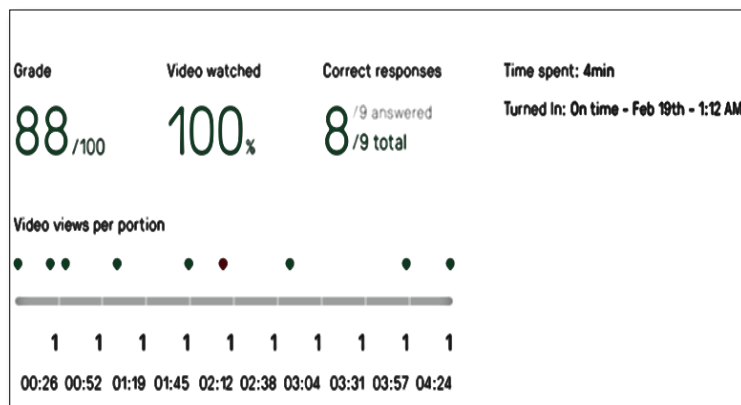 Grade
88/100
Video watched
100%
Correct responses
8/9 answered
/9 total
Time spent: 4min
Turned In: On time - Feb 19th - 1:12 AM
Video views per portion
1 1 1 1 1 1 1 1 1 1
00:26 00:52 01:19 01:45 02:12 02:38 03:04 03:31 03:57 04:24